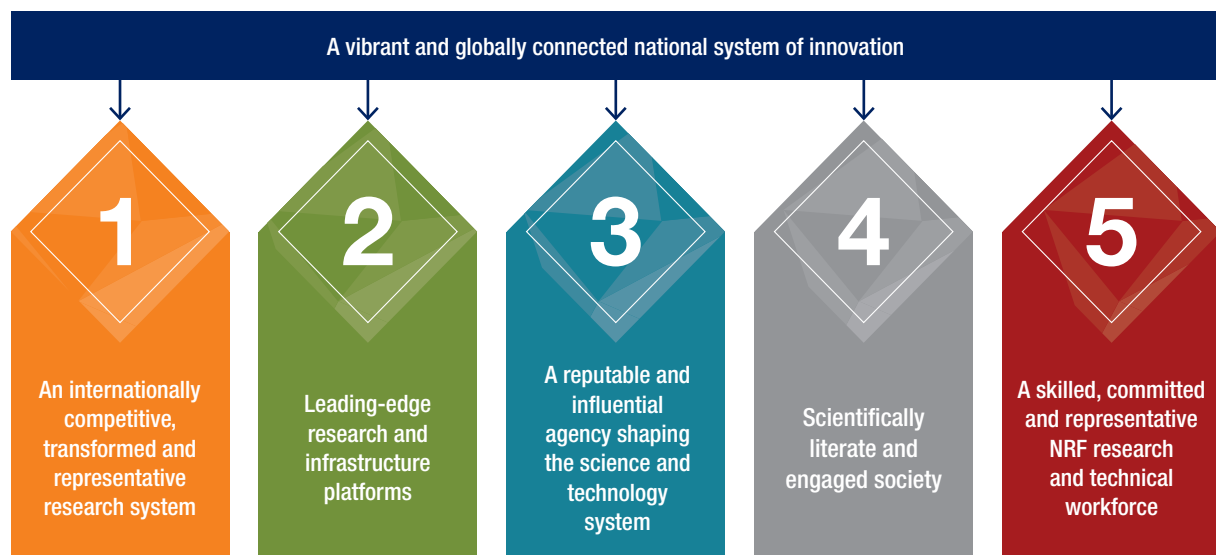 A vibrant and globally connected national system of innovation
1
An internationally
competitive,
transformed and
representative
research system
2
Leading-edge
research and
infrastructure
platforms
3
A reputable and
influential
agency shaping
the science and
technology
system
4
Scientifically
literate and
engaged society
5
A skilled, committed
and representative
NRF research
and technical
workforce